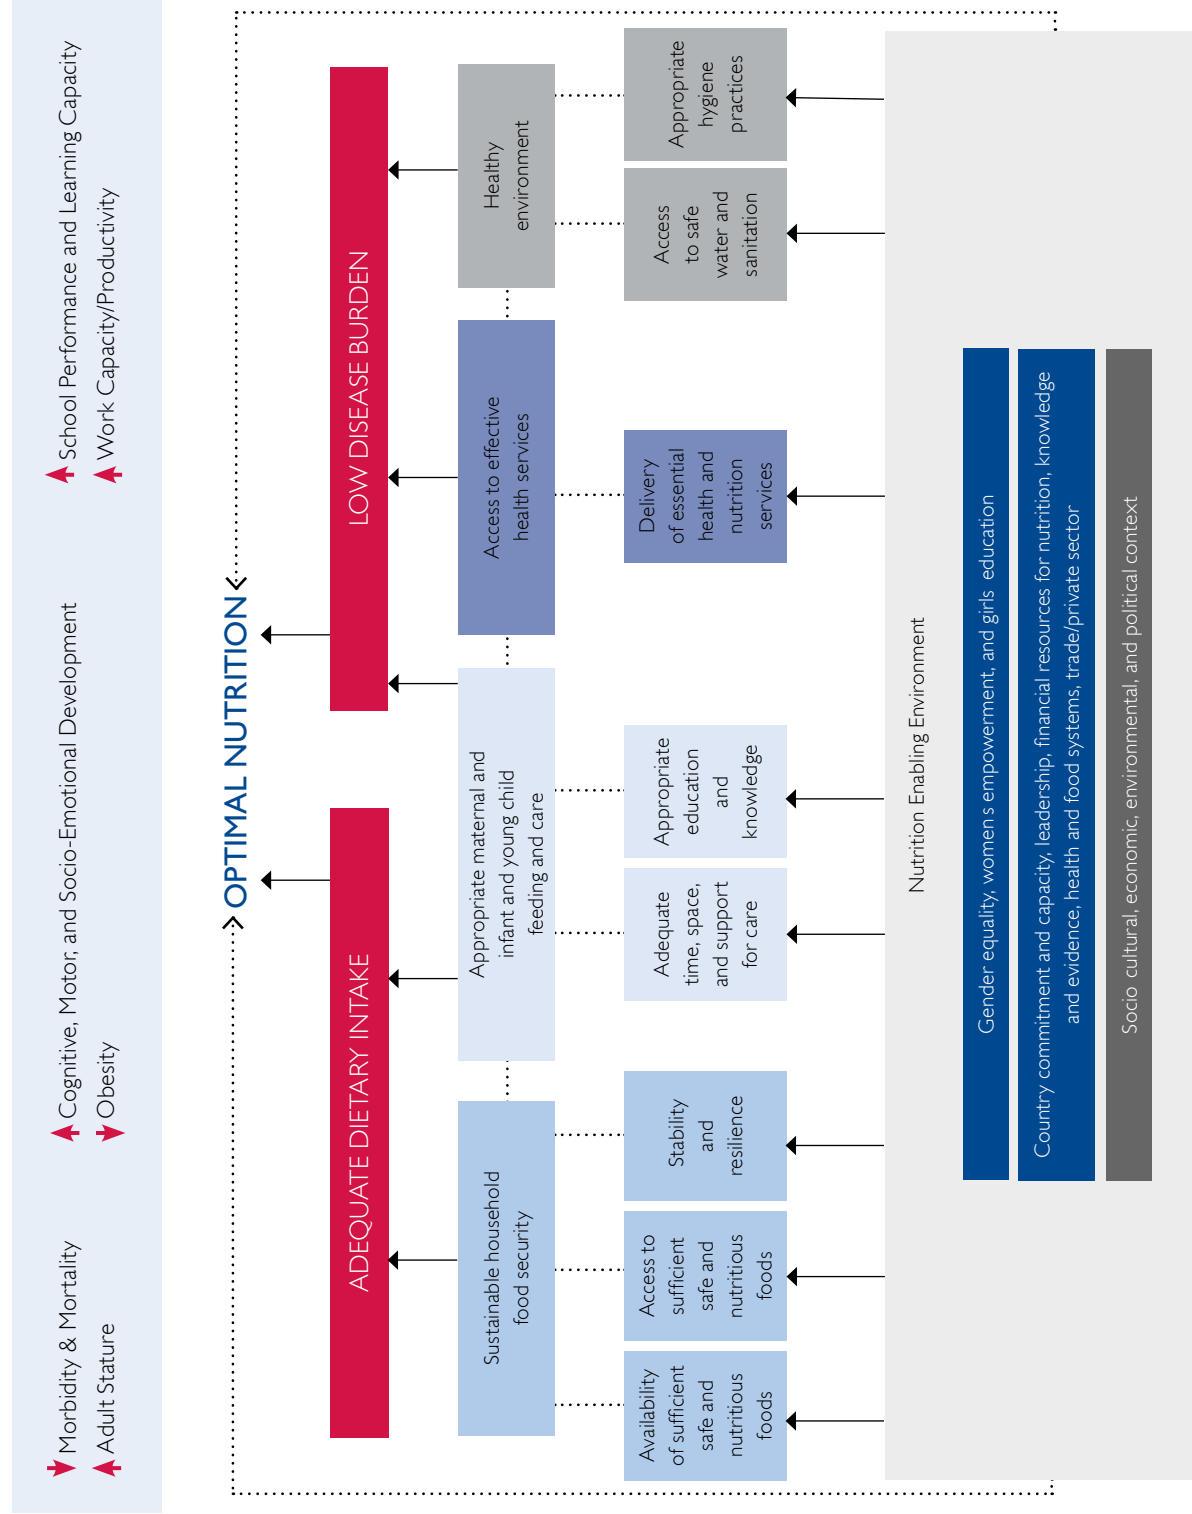 Morbidity & Mortality
Adult Stature
Cognitive, Motor, and Socio-Emotional Development
Obesity
School Performance and Learning Capacity
Work Capacity/Productivity
OPTIMAL NUTRITION
ADEQUATE DIETARY INTAKE
LOW DISEASE BURDEN
Sustainable household
food security
Appropriate maternal and
infant and young child
feeding and care
Access to effective
health services
Healthy
environment
Availability
of sufficient
safe and
nutritious
foods
Access to
sufficient
safe and
nutritious
foods
Stability
and
resilience
Adequate
time, space,
and support
for care
Appropriate
education
and
knowledge
Delivery
of essential
health and
nutrition
services
Access
to safe
water and
sanitation
Appropriate
hygiene
practices
Nutrition Enabling Environment
Gender equality, women s empowerment, and girls education
Country commitment and capacity, leadership, financial resources for nutrition, knowledge
and evidence, health and food systems, trade/private sector
Socio cultural, economic, environmental, and political context